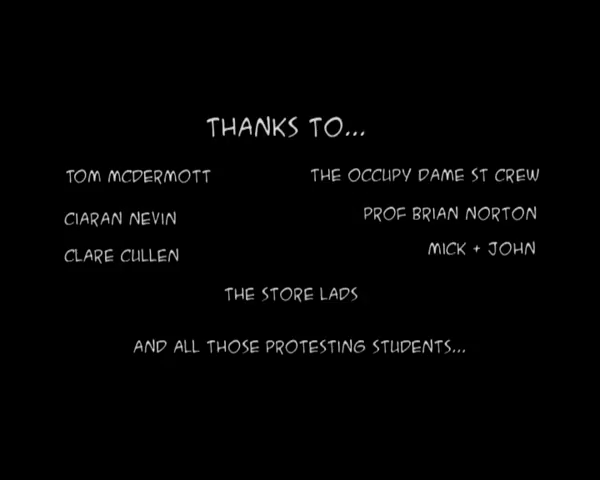 THANKS TO...
TOM MCDERMOTT
THE OCCUPY DAME ST CREW
CIARAN NEVIN
PROF BRIAN NORTON
CLARE CULLEN
MICK + JOHN
THE STORE LADS
AND ALL THOSE PROTESTING STUDENTS...